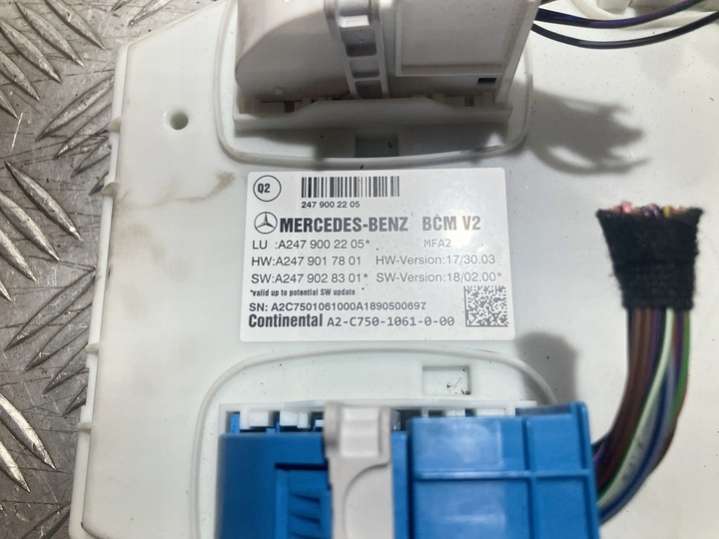 Q2
247 900 22 05
MERCEDES-BENZ BCM V2
LU :A247 900 22 05* MFA2
HW:A247 901 78 01 HW-Version:17/30.03
SW:A247 902 83 01* SW-Version:18/02.00*
*valid up to potential SW update
SN: A2C7501061000A189050069Z
Continental A2-C750-1061-0-00